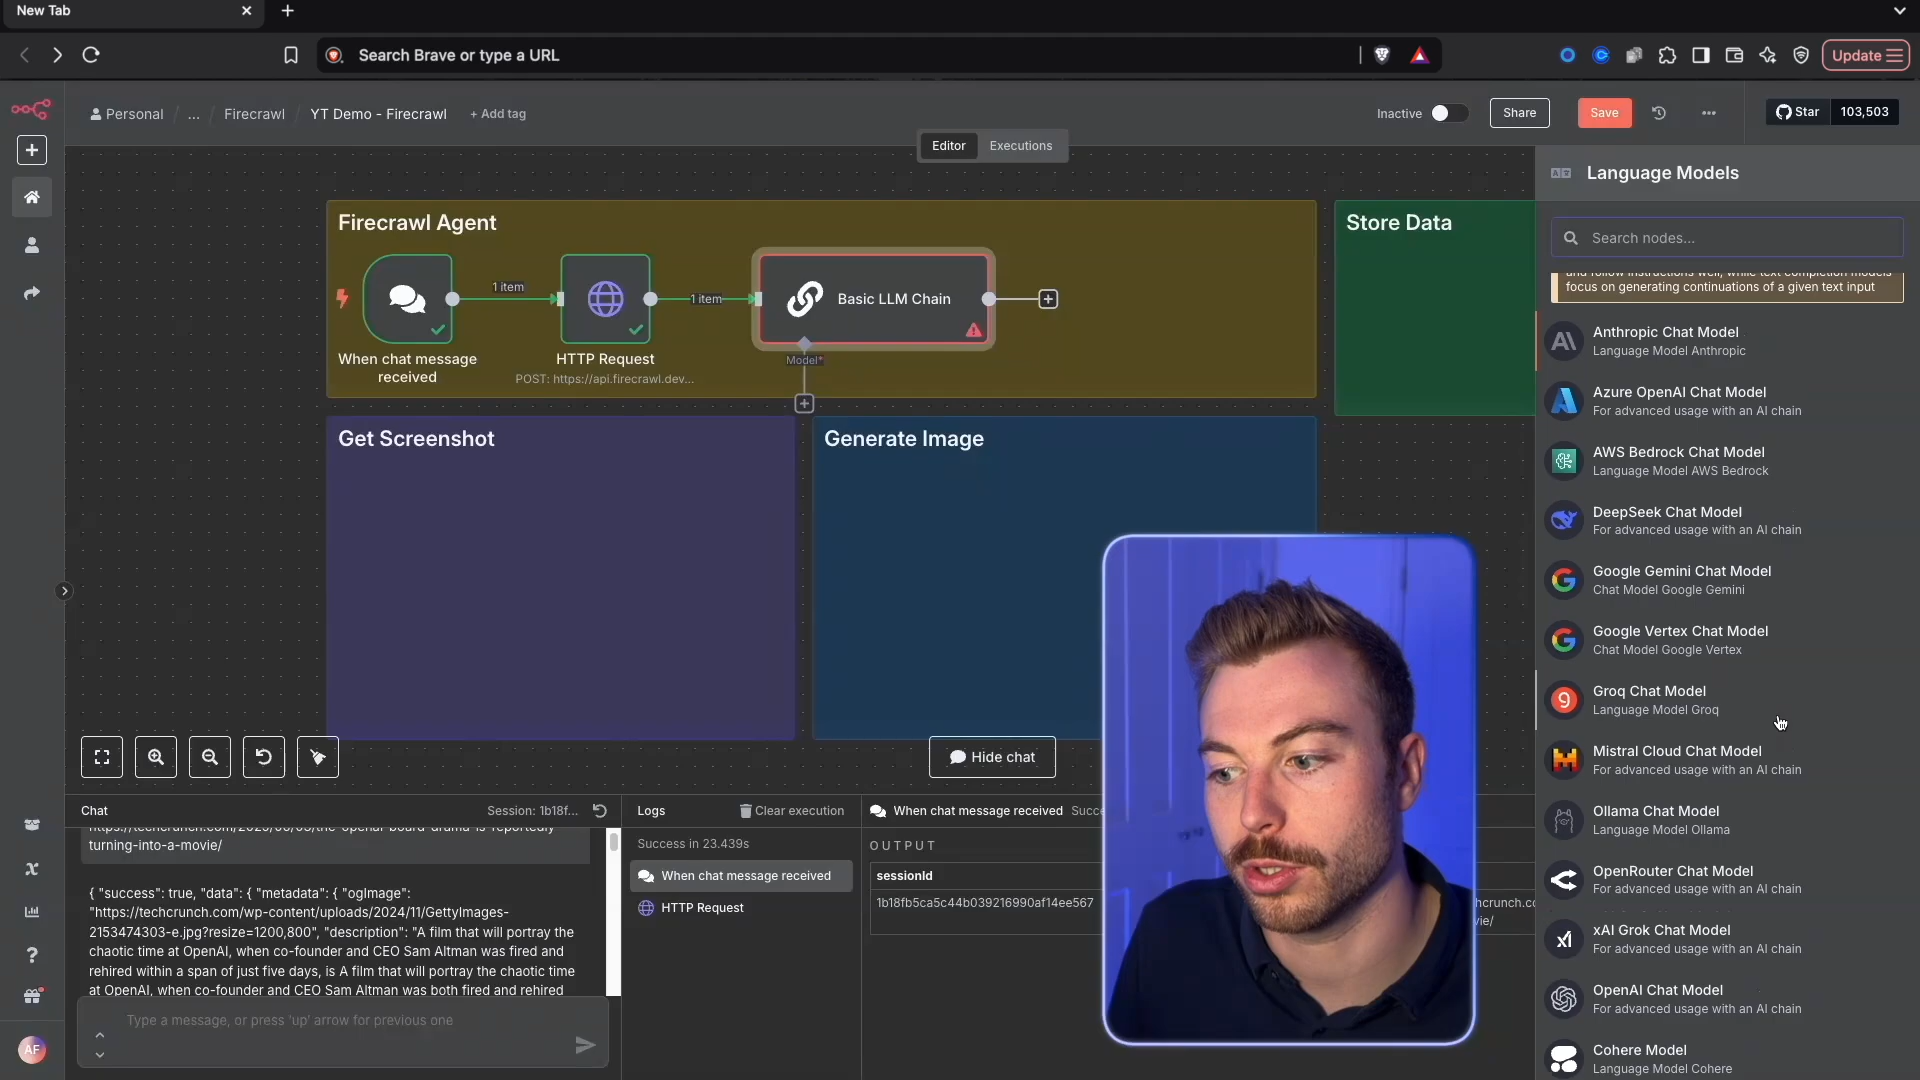 New Tab
Search Brave or type a URL
Update
Personal / ... / Firecrawl / YT Demo - Firecrawl + Add tag
Inactive
Share
Save
Star 103,503
Editor Executions
Language Models
Search nodes...
focus on generating continuations of a given text input
Firecrawl Agent
Store Data
1 item
1 item
Basic LLM Chain
Model*
When chat message
received
HTTP Request
POST: https://api.firecrawl.dev...
Get Screenshot
Generate Image
Anthropic Chat Model
Language Model Anthropic
Azure OpenAI Chat Model
For advanced usage with an AI chain
AWS Bedrock Chat Model
Language Model AWS Bedrock
DeepSeek Chat Model
For advanced usage with an AI chain
Google Gemini Chat Model
Chat Model Google Gemini
Google Vertex Chat Model
Chat Model Google Vertex
Groq Chat Model
Language Model Groq
Mistral Cloud Chat Model
For advanced usage with an AI chain
Ollama Chat Model
Language Model Ollama
OpenRouter Chat Model
For advanced usage with an AI chain
xAI Grok Chat Model
For advanced usage with an AI chain
OpenAI Chat Model
For advanced usage with an AI chain
Cohere Model
Language Model Cohere
Hide chat
Chat
Session: 1b18f...
turning-into-a-movie/
{ "success": true, "data": { "metadata": { "ogImage":
"https://techcrunch.com/wp-content/uploads/2024/11/GettyImages-
2153474303-e.jpg?resize=1200,800", "description": "A film that will portray the
chaotic time at OpenAI, when co-founder and CEO Sam Altman was fired and
rehired within a span of just five days, is A film that will portray the chaotic time
at OpenAI, when co-founder and CEO Sam Altman was both fired and rehired
Type a message, or press 'up' arrow for previous one
Logs
Clear execution
Success in 23.439s
When chat message received
HTTP Request
When chat message received Succe
OUTPUT
sessionId
1b18fb5ca5c44b039216990af14ee567
AF